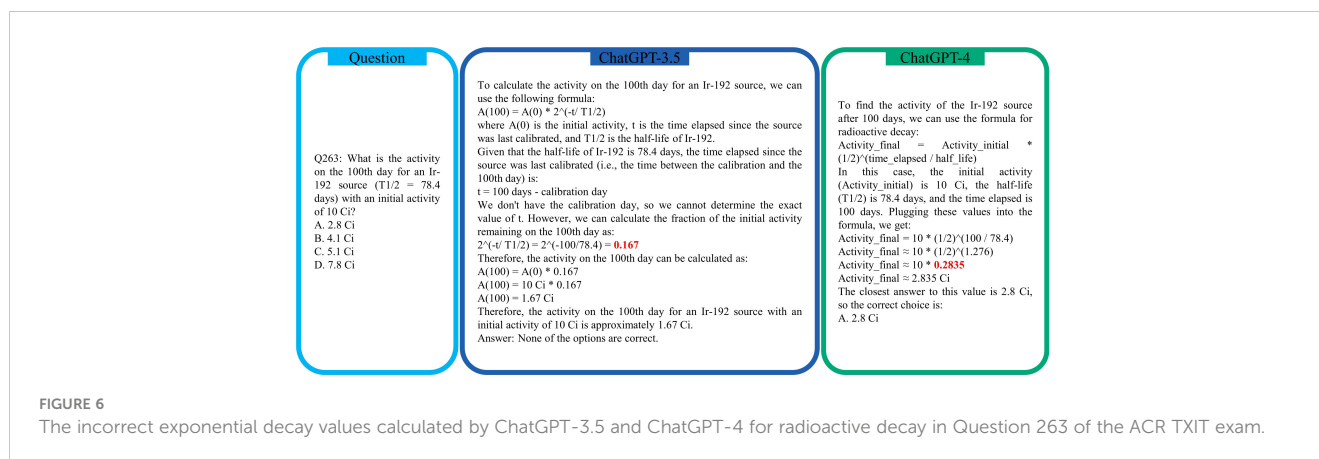 Question
Q263: What is the activity
on the 100th day for an Ir-
192 source (T1/2 = 78.4
days) with an initial activity
of 10 Ci?
A. 2.8 Ci
B. 4.1 Ci
C. 5.1 Ci
D. 7.8 Ci
ChatGPT-3.5
To calculate the activity on the 100th day for an Ir-192 source, we can
use the following formula:
A(100) = A(0) * 2^(-t/ T1/2)
where A(0) is the initial activity, t is the time elapsed since the source
was last calibrated, and T1/2 is the half-life of Ir-192.
Given that the half-life of Ir-192 is 78.4 days, the time elapsed since the
source was last calibrated (i.e., the time between the calibration and the
100th day) is:
t = 100 days - calibration day
We don't have the calibration day, so we cannot determine the exact
value of t. However, we can calculate the fraction of the initial activity
remaining on the 100th day as:
2^(-t/ T1/2) = 2^(-100/78.4) = 0.167
Therefore, the activity on the 100th day can be calculated as:
A(100) = A(0) * 0.167
A(100) = 10 Ci * 0.167
A(100) = 1.67 Ci
Therefore, the activity on the 100th day for an Ir-192 source with an
initial activity of 10 Ci is approximately 1.67 Ci.
Answer: None of the options are correct.
ChatGPT-4
To find the activity of the Ir-192 source
after 100 days, we can use the formula for
radioactive decay:
Activity_final = Activity_initial *
(1/2)^(time_elapsed / half_life)
In this case, the initial activity
(Activity_initial) is 10 Ci, the half-life
(T1/2) is 78.4 days, and the time elapsed is
100 days. Plugging these values into the
formula, we get:
Activity_final = 10 * (1/2)^(100 / 78.4)
Activity_final ≈ 10 * (1/2)^(1.276)
Activity_final ≈ 10 * 0.2835
Activity_final ≈ 2.835 Ci
The closest answer to this value is 2.8 Ci,
so the correct choice is:
A. 2.8 Ci
FIGURE 6
The incorrect exponential decay values calculated by ChatGPT-3.5 and ChatGPT-4 for radioactive decay in Question 263 of the ACR TXIT exam.